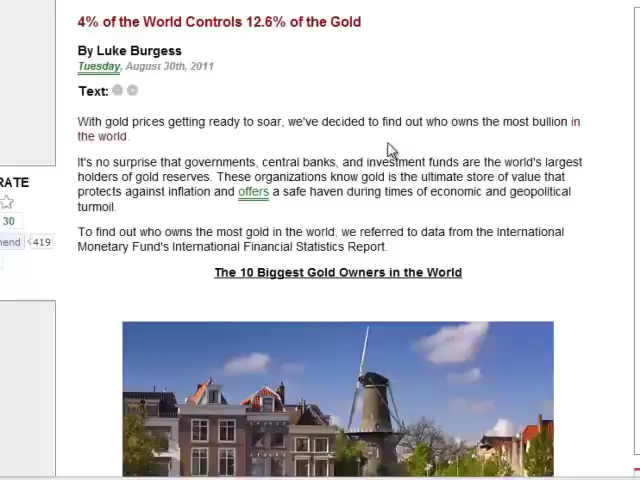 4% of the World Controls 12.6% of the Gold
By Luke Burgess
Tuesday, August 30th, 2011
Text:
With gold prices getting ready to soar, we've decided to find out who owns the most bullion in
the world.
It's no surprise that governments, central banks, and investment funds are the world's largest
holders of gold reserves. These organizations know gold is the ultimate store of value that
protects against inflation and offers a safe haven during times of economic and geopolitical
turmoil.
To find out who owns the most gold in the world, we referred to data from the International
Monetary Fund's International Financial Statistics Report.
The 10 Biggest Gold Owners in the World
RATE
30
nend
419